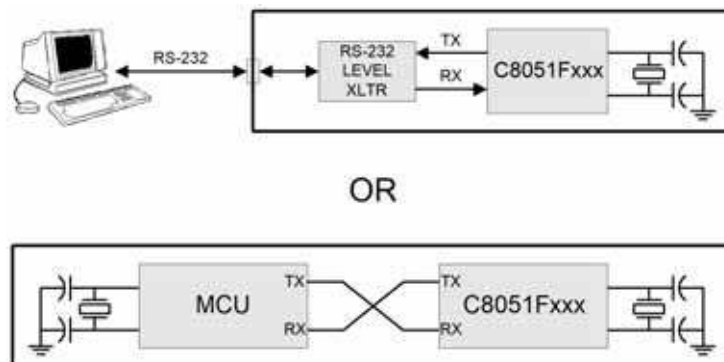 RS-232
RS-232
LEVEL
XLTR
TX
RX
C8051Fxxx
OR
MCU
TX
RX
TX
RX
C8051Fxxx